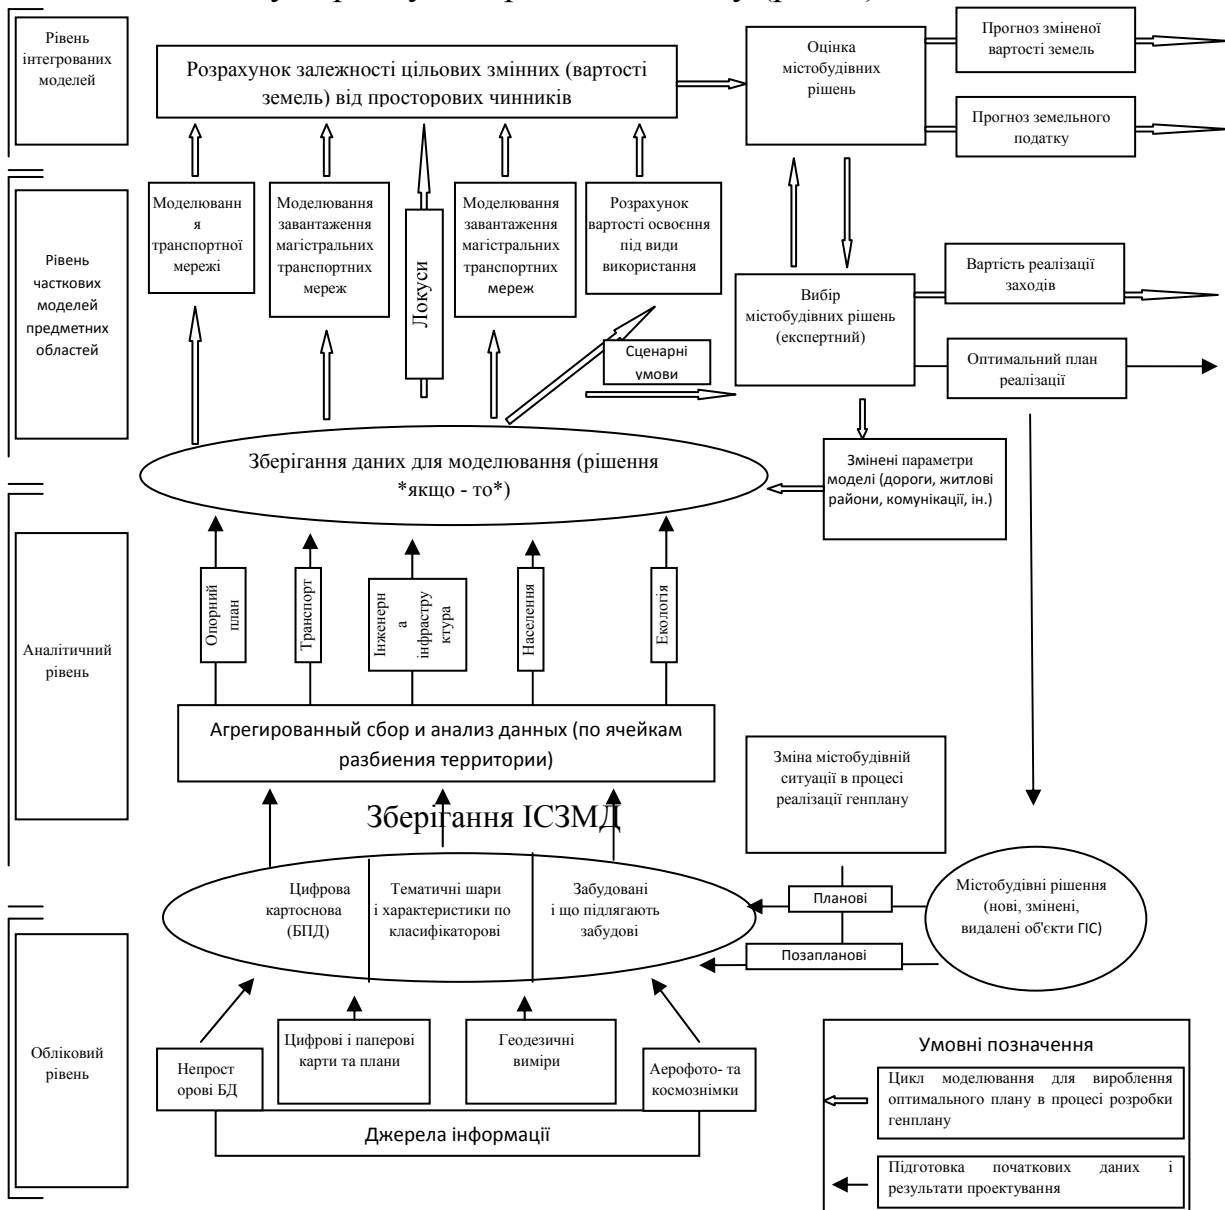 Рівень
інтегрованих
моделей
Розрахунок залежності цільових змінних (вартості
земель) від просторових чинників
Оцінка
містобудівних
рішень
Прогноз зміненої
вартості земель
Прогноз земельного
податку
Рівень
часткових
моделей
предметних
областей
Моделюванн
я
транспортної
мережі
Моделювання
завантаження
магістральних
транспортних
мереж
Локуси
Моделювання
завантаження
магістральних
транспортних
мереж
Розрахунок
вартості освоєння
під види
використання
Сценарні
умови
Вибір
містобудівних
рішень
(експертний)
Вартість реалізації
заходів
Оптимальний план
реалізації
Зберігання даних для моделювання (рішення
*якщо - то*)
Змінені параметри
моделі (дороги, житлові
райони, комунікації, ін.)
Аналітичний
рівень
Опорний
план
Транспорт
Інженерн
а
інфрастру
ктура
Населення
Екологія
Агрегированный сбор и анализ данных (по ячейкам
разбиения территории)
Зміна містобудівній
ситуації в процесі
реалізації генплану
Зберігання ІСЗМД
Цифрова
картоснова
(БПД)
Тематичні шари
і характеристики по
класифікаторові
Забудовані
і що підлягають
забудові
Планові
Позапланові
Містобудівні рішення
(нові, змінені,
видалені об'єкти ГІС)
Обліковий
рівень
Непрост
орові БД
Цифрові і паперові
карти та плани
Геодезичні
виміри
Аерофото- та
космознімки
Джерела інформації
Умовні позначення
Цикл моделювання для вироблення
оптимального плану в процесі розробки
генплану
Підготовка початкових даних і
результати проектування